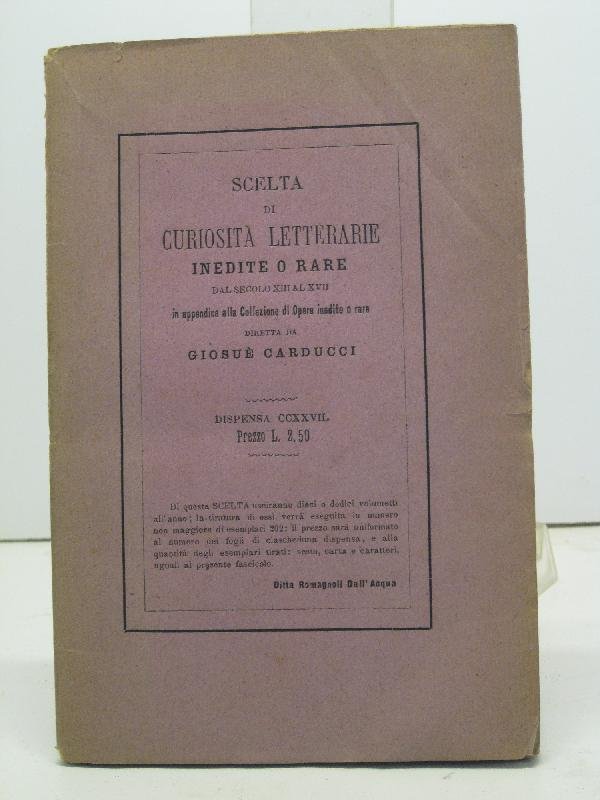 SCELTA
DI
CURIOSITÀ LETTERARIE
INEDITE O RARE
DAL SECOLO XIII AL XVII
in appendice alla Collezione di Opere inedite o rare
DIRETTA DA
GIOSUÈ CARDUCCI
DISPENSA CCXXVII.
Prezzo L. 2,50
Di questa SCELTA usciranno dieci o dodici volumetti
all'anno; la tiratura di essi verrà eseguita in numero
non maggiore di esemplari 202: il prezzo sarà uniformato
al numero dei fogli di ciascheduna dispensa, e alla
quantità degli esemplari tirati: sesto, carta e caratteri,
uguali al presente fascicolo.
Ditta Romagnoli Dall'Acqua